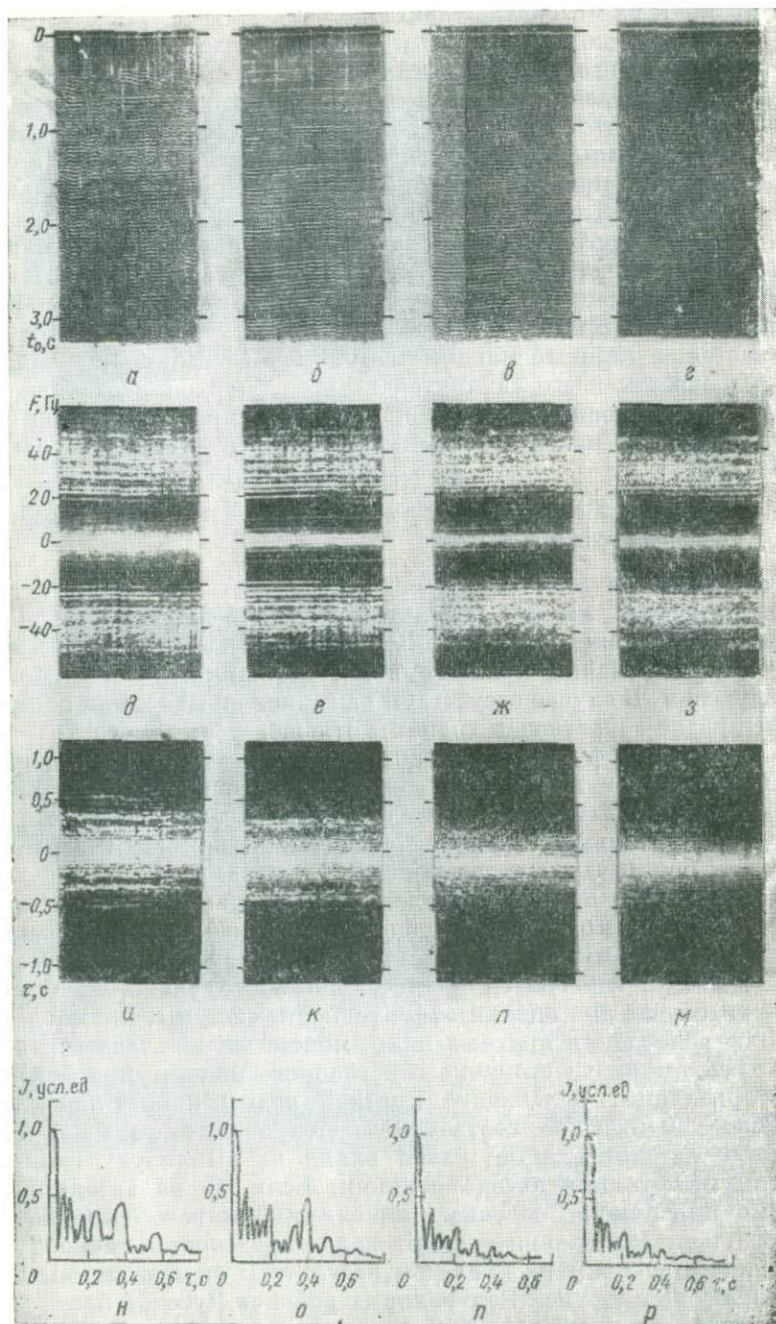 0
1,0
2,0
3,0
t₀,с
а б в г
F, Гц
40
20
0
-20
-40
д е ж з
1,0
0,5
0
-0,5
-1,0
τ,с
и к л м
J, усл.ед J, усл.ед
1,0 1,0 1,0 1,0
0,5 0,5 0,5 0,5
0 0,2 0,4 0,6 τ,с 0 0,2 0,4 0,6 0 0,2 0,4 0,6 0 0,2 0,4 0,6 τ,с
н о п р